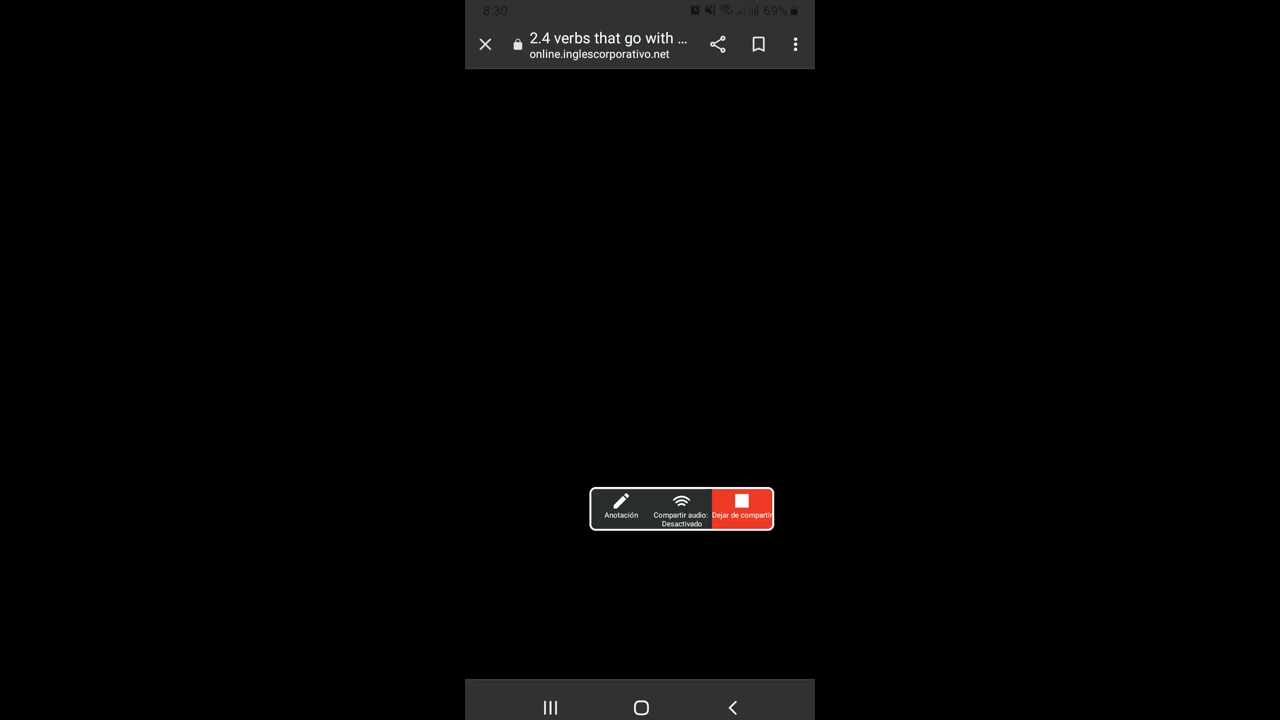 8:30
69%
2.4 verbs that go with ...
online.inglescorporativo.net
Anotación
Compartir audio:
Desactivado
Dejar de compartir